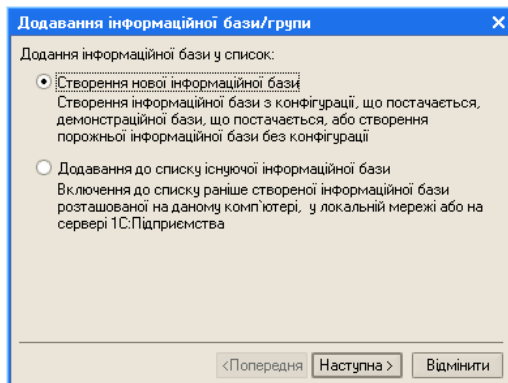 Додавання інформаційної бази/групи
Додання інформаційної бази у список:
Створення нової інформаційної бази
Створення інформаційної бази з конфігурації, що постачається,
демонстраційної бази, що постачається, або створення
порожньої інформаційної бази без конфігурації
Додавання до списку існуючої інформаційної бази
Включення до списку раніше створеної інформаційної бази
розташованої на даному комп`ютері, у локальній мережі або на
сервері 1С:Підприємства
<Попередня Наступна > Відмінити